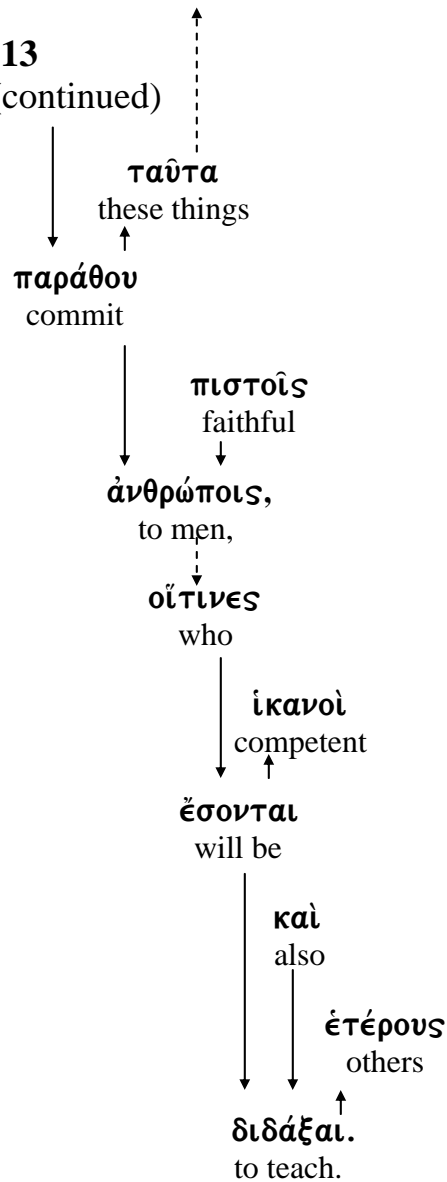 13
(continued)
ταῦτα
these things
παράθου
commit
πιστοῖς
faithful
ἀνθρώποις,
to men,
οἵτινες
who
ἱκανοὶ
competent
ἔσονται
will be
καὶ
also
ἑτέρους
others
διδάξαι.
to teach.